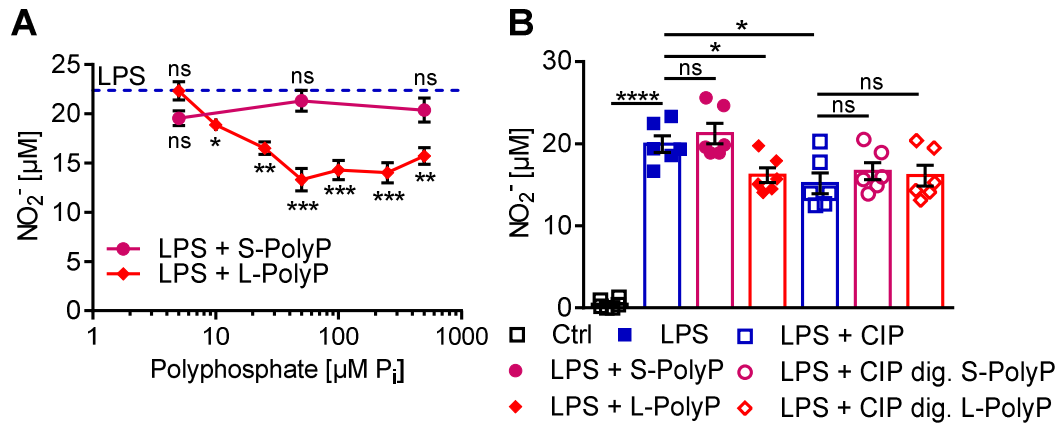 A
NO2⁻ [µM]
25
20
15
10
5
0
LPS
ns
ns
ns
ns
*
**
***
***
***
**
LPS + S-PolyP
LPS + L-PolyP
1
10
100
1000
Polyphosphate [µM Pi]
B
NO2⁻ [µM]
30
20
10
0
*
*
ns
****
ns
ns
Ctrl
LPS
LPS + CIP
LPS + S-PolyP
LPS + CIP dig. S-PolyP
LPS + L-PolyP
LPS + CIP dig. L-PolyP